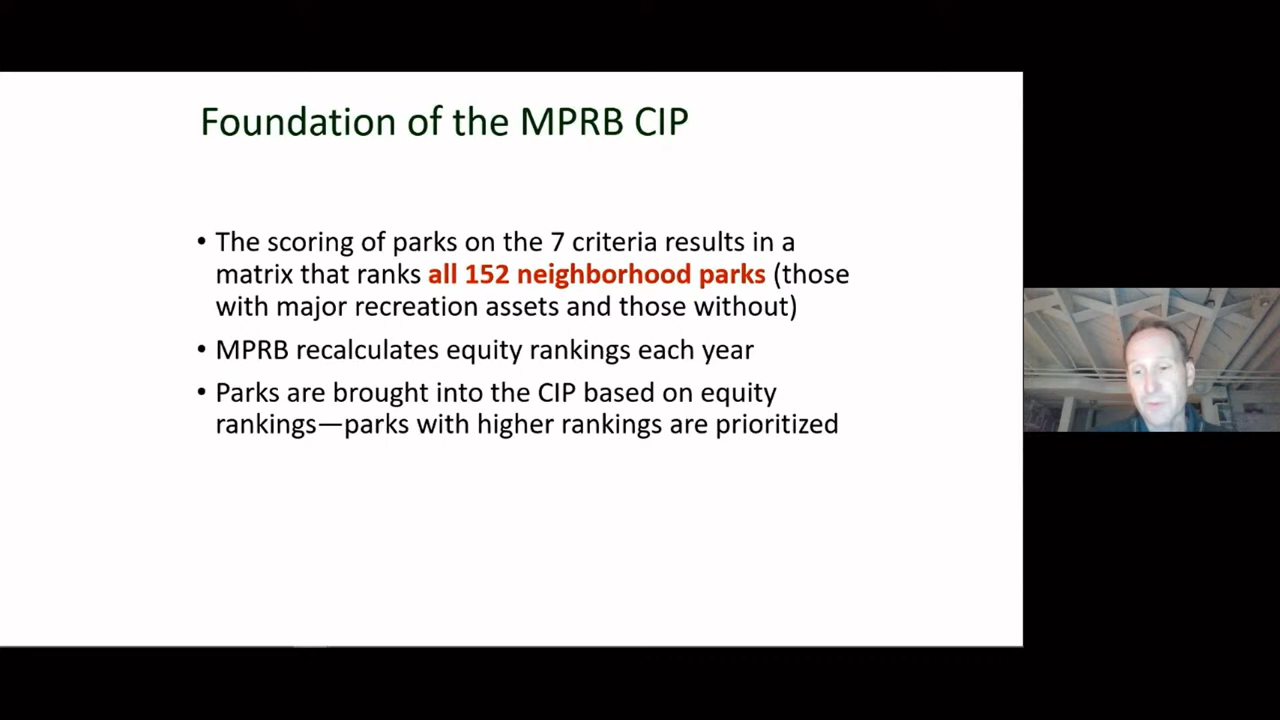 Foundation of the MPRB CIP
• The scoring of parks on the 7 criteria results in a
matrix that ranks all 152 neighborhood parks (those
with major recreation assets and those without)
• MPRB recalculates equity rankings each year
• Parks are brought into the CIP based on equity
rankings—parks with higher rankings are prioritized